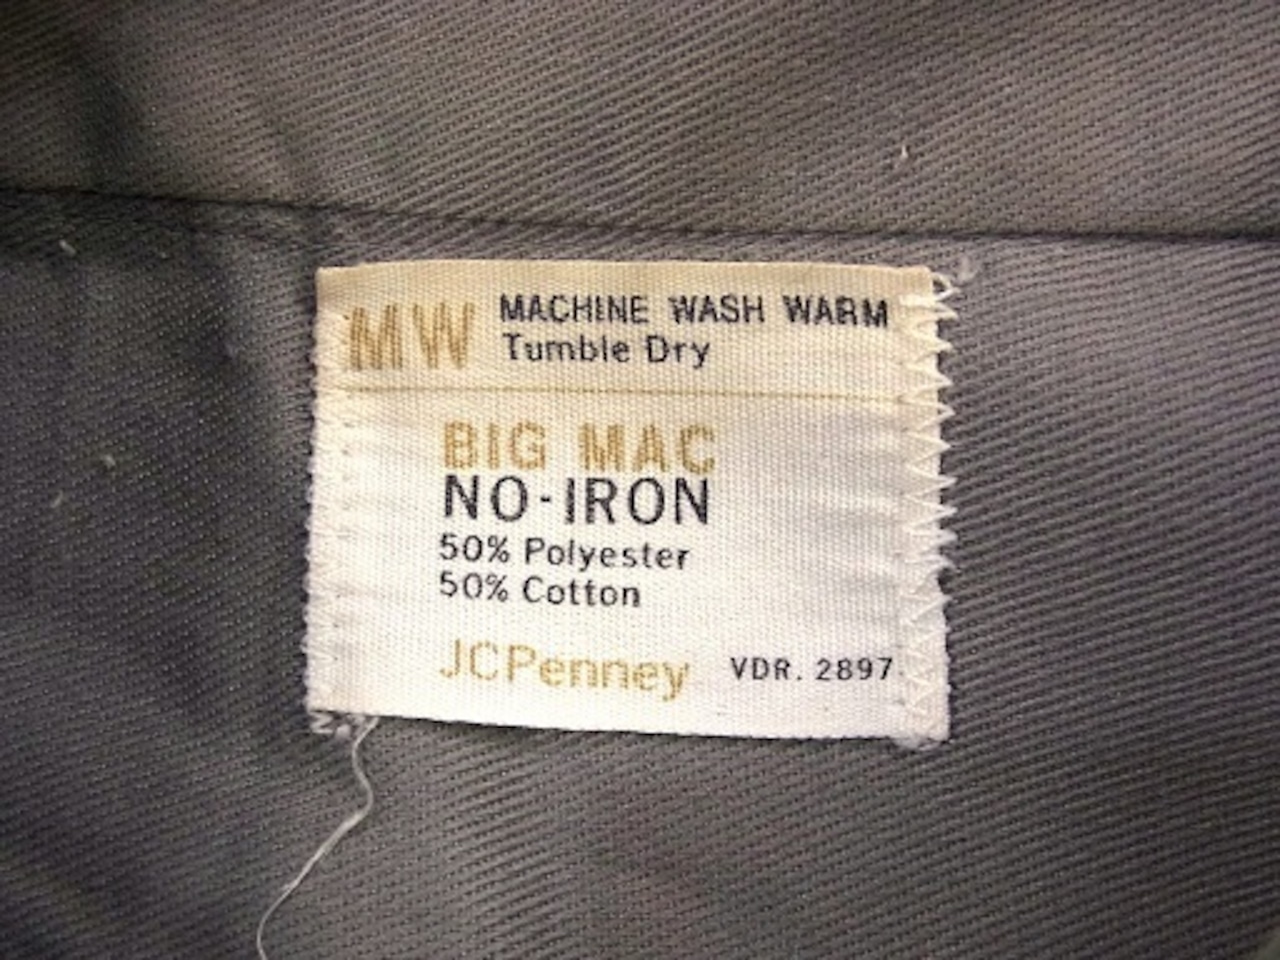 MW MACHINE WASH WARM
Tumble Dry
BIG MAC
NO-IRON
50% Polyester
50% Cotton
JCPenney VDR. 2897